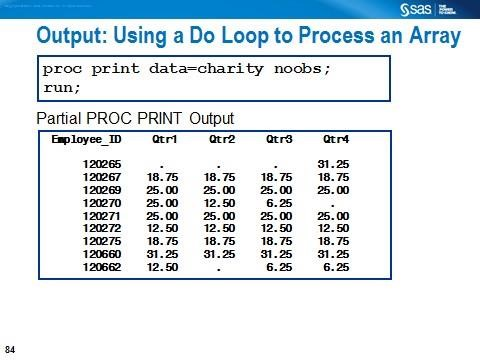 sas THE POWER TO KNOW.
Output: Using a Do Loop to Process an Array
proc print data=charity noobs;
run;
Partial PROC PRINT Output
Employee_ID Qtr1 Qtr2 Qtr3 Qtr4
120265 . . . 31.25
120267 18.75 18.75 18.75 18.75
120269 25.00 25.00 25.00 25.00
120270 25.00 12.50 6.25 .
120271 25.00 25.00 25.00 25.00
120272 12.50 12.50 12.50 12.50
120275 18.75 18.75 18.75 18.75
120660 31.25 31.25 31.25 31.25
120662 12.50 . 6.25 6.25
84